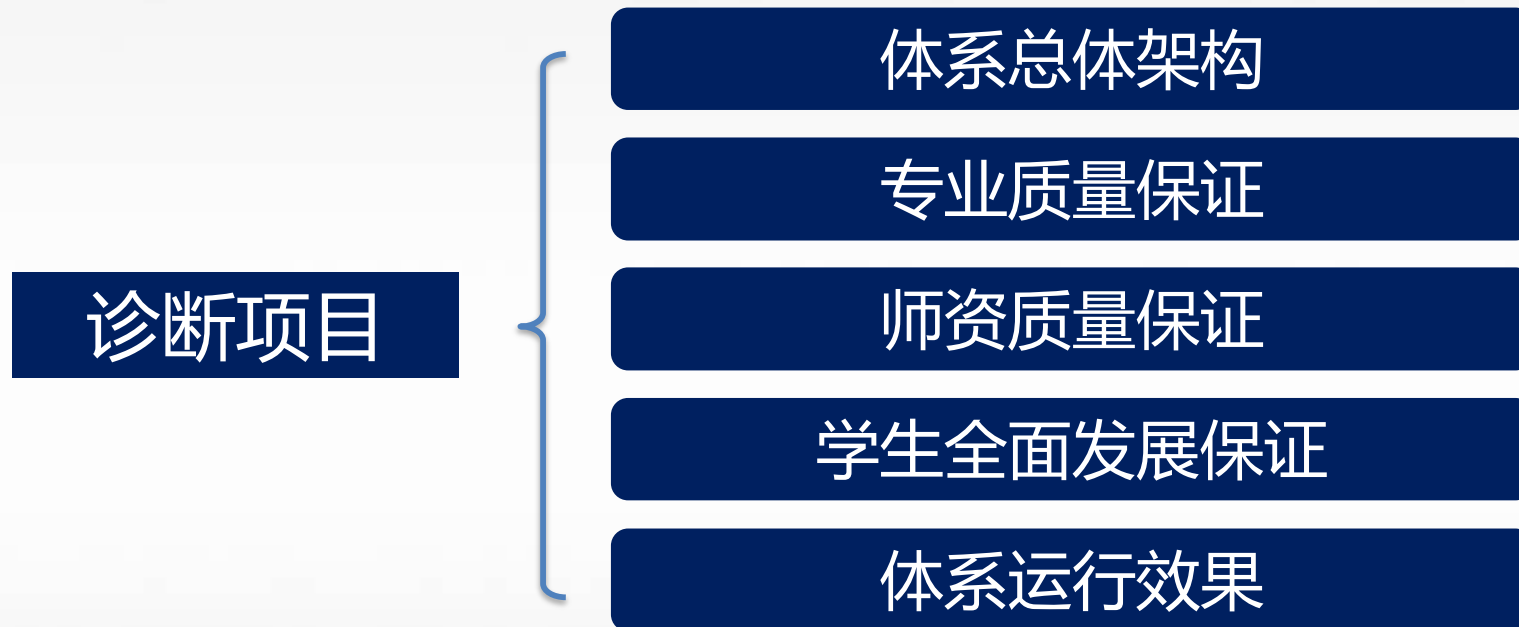 诊断项目
体系总体架构
专业质量保证
师资质量保证
学生全面发展保证
体系运行效果